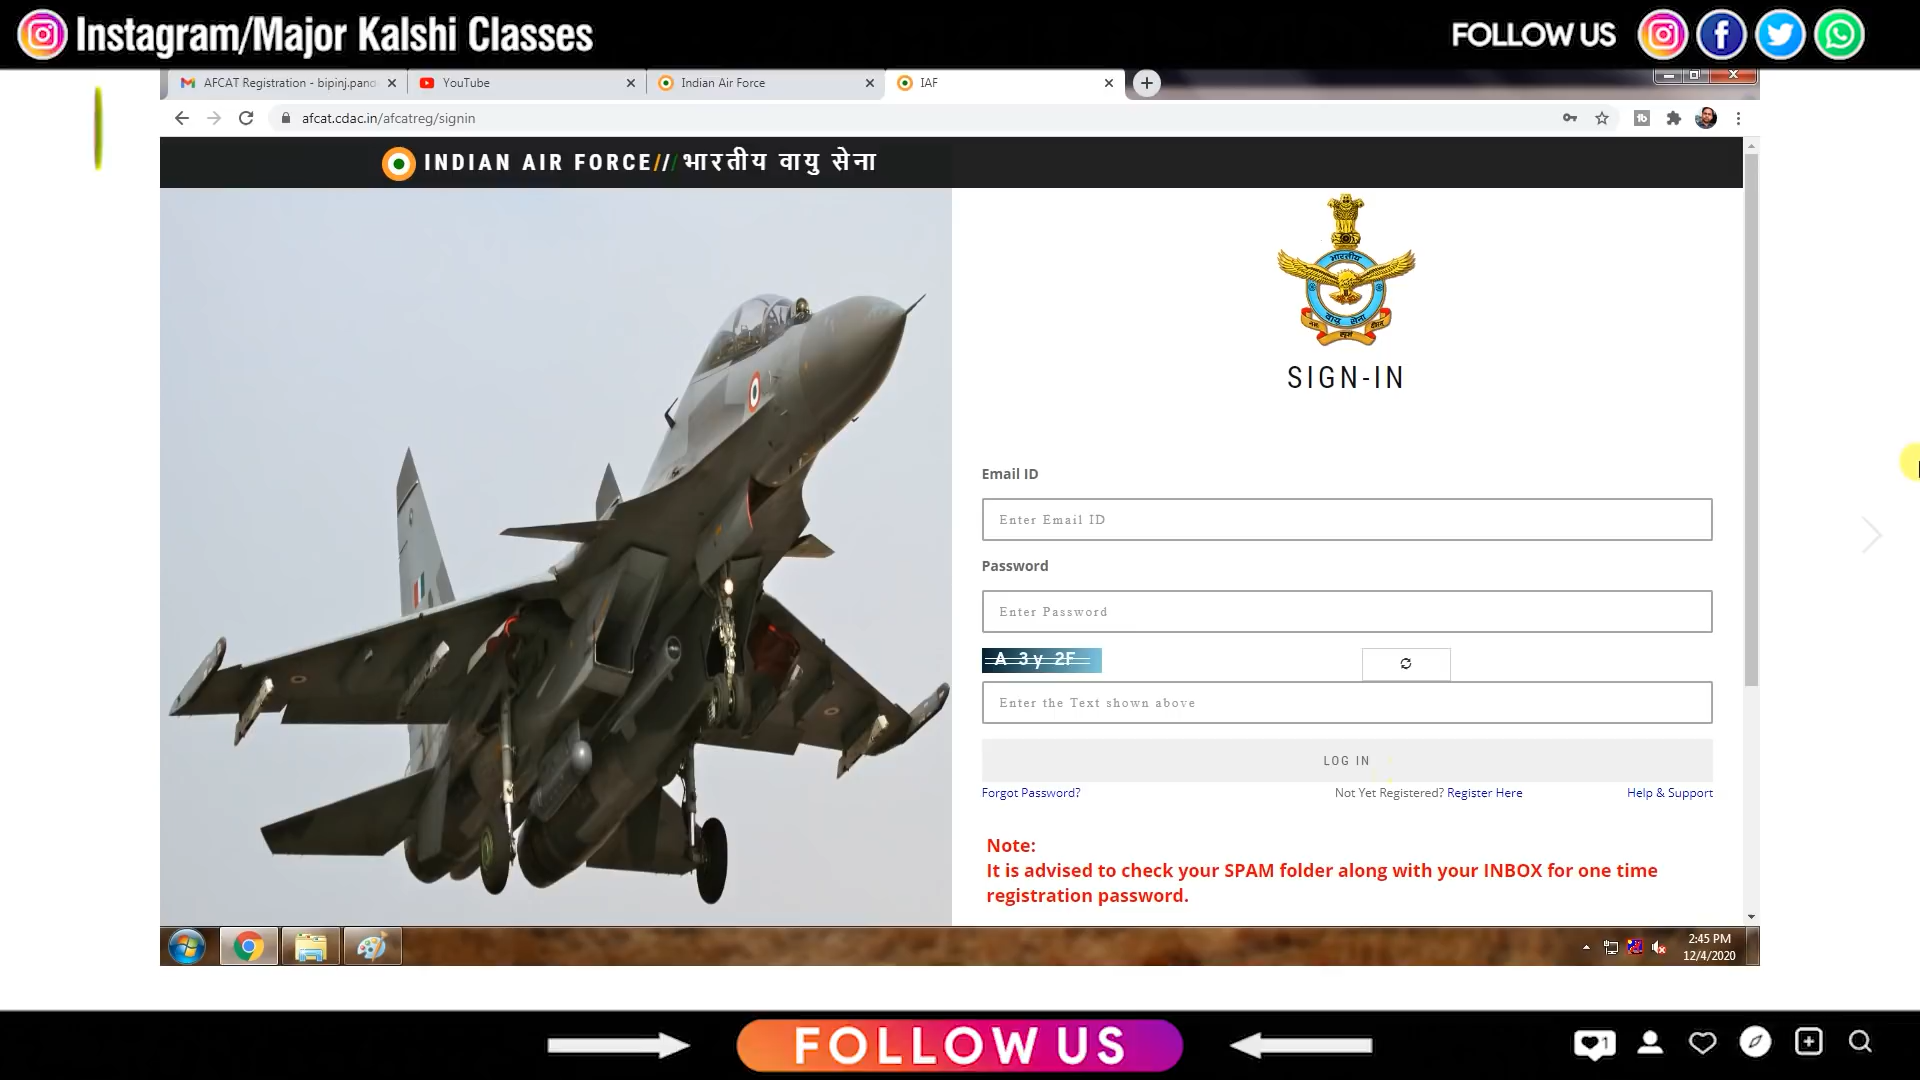 Instagram/Major Kalshi Classes
FOLLOW US
AFCAT Registration - bipinj.pand
YouTube
Indian Air Force
IAF
afcat.cdac.in/afcatreg/signin
INDIAN AIR FORCE// भारतीय वायु सेना
भारतीय
वायु सेना
SIGN-IN
Email ID
Enter Email ID
Password
Enter Password
A 3y 2F
Enter the Text shown above
LOG IN
Forgot Password?
Not Yet Registered? Register Here
Help & Support
Note:
It is advised to check your SPAM folder along with your INBOX for one time
registration password.
2:45 PM
12/4/2020
FOLLOW US
1